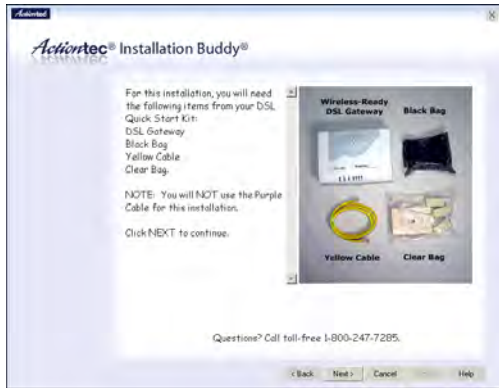 Actiontec
Actiontec® Installation Buddy®
For this installation, you will need
the following items from your DSL
Quick Start Kit:
DSL Gateway
Black Bag
Yellow Cable
Clear Bag.
NOTE: You will NOT use the Purple
Cable for this installation.
Click NEXT to continue.
Wireless-Ready
DSL Gateway
Black Bag
Yellow Cable
Clear Bag
Questions? Call toll-free 1-800-247-7285.
< Back
Next >
Cancel
Help